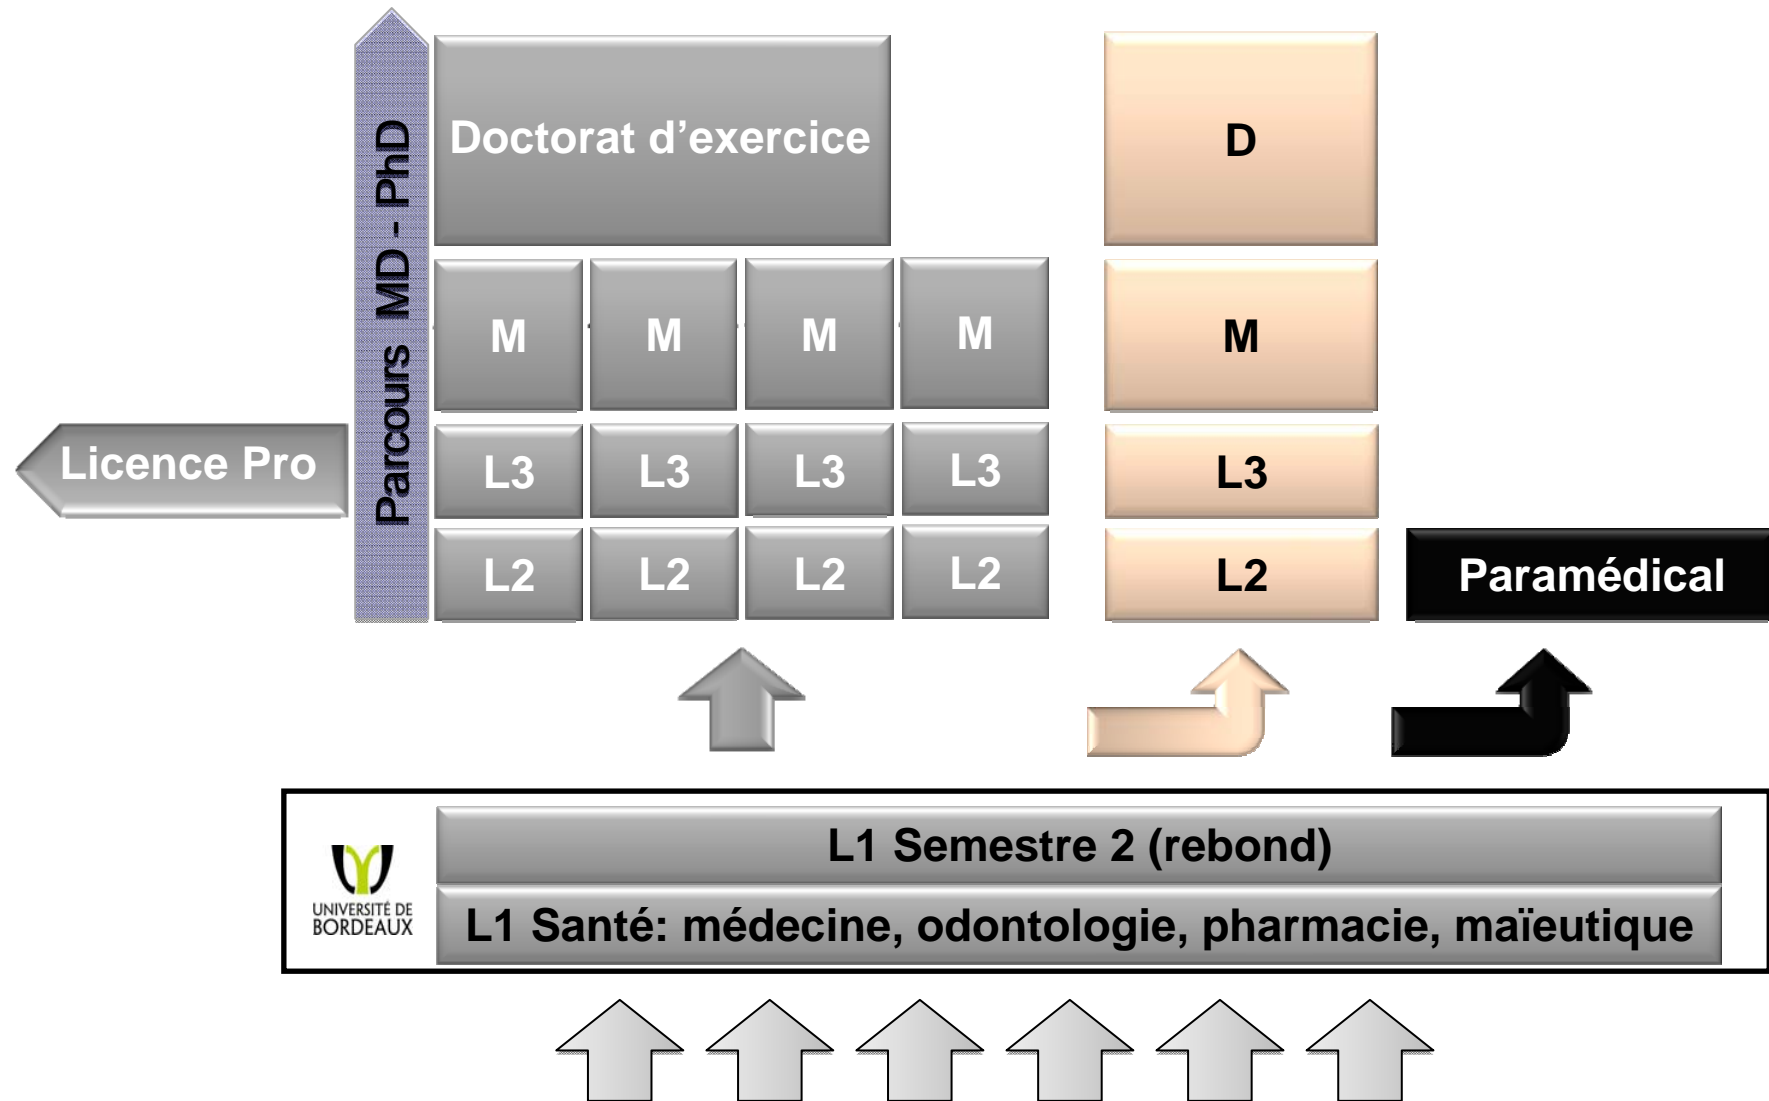 Parcours MD - PhD
Doctorat d’exercice
D
M
M
M
M
M
Licence Pro
L3
L3
L3
L3
L3
L2
L2
L2
L2
L2
Paramédical
L1 Semestre 2 (rebond)
UNIVERSITÉ DE
BORDEAUX
L1 Santé: médecine, odontologie, pharmacie, maïeutique